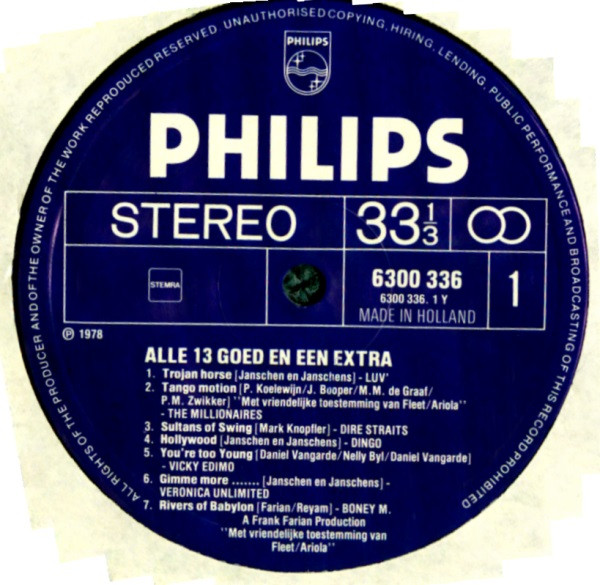 ALL RIGHTS OF THE PRODUCER AND OF THE OWNER OF THE WORK REPRODUCED RESERVED. UNAUTHORISED COPYING, HIRING, LENDING, PUBLIC PERFORMANCE AND BROADCASTING OF THIS RECORD PROHIBITED
PHILIPS
PHILIPS
STEREO
33 1/3
STEMRA
6300 336
6300 336. 1 Y
MADE IN HOLLAND
1
℗ 1978
ALLE 13 GOED EN EEN EXTRA
1. Trojan horse [Janschen en Janschens] - LUV'
2. Tango motion [P. Koelewijn/J. Booper/M.M. de Graaf/
P.M. Zwikker] "Met vriendelijke toestemming van Fleet/Ariola"
- THE MILLIONAIRES
3. Sultans of Swing [Mark Knopfler] - DIRE STRAITS
4. Hollywood [Janschen en Janschens] - DINGO
5. You're too Young [Daniel Vangarde/Nelly Byl/Daniel Vangarde]
- VICKY EDIMO
6. Gimme more ....... [Janschen en Janschens] -
VERONICA UNLIMITED
7. Rivers of Babylon [Farian/Reyam] - BONEY M.
A Frank Farian Production
"Met vriendelijke toestemming van
Fleet/Ariola"